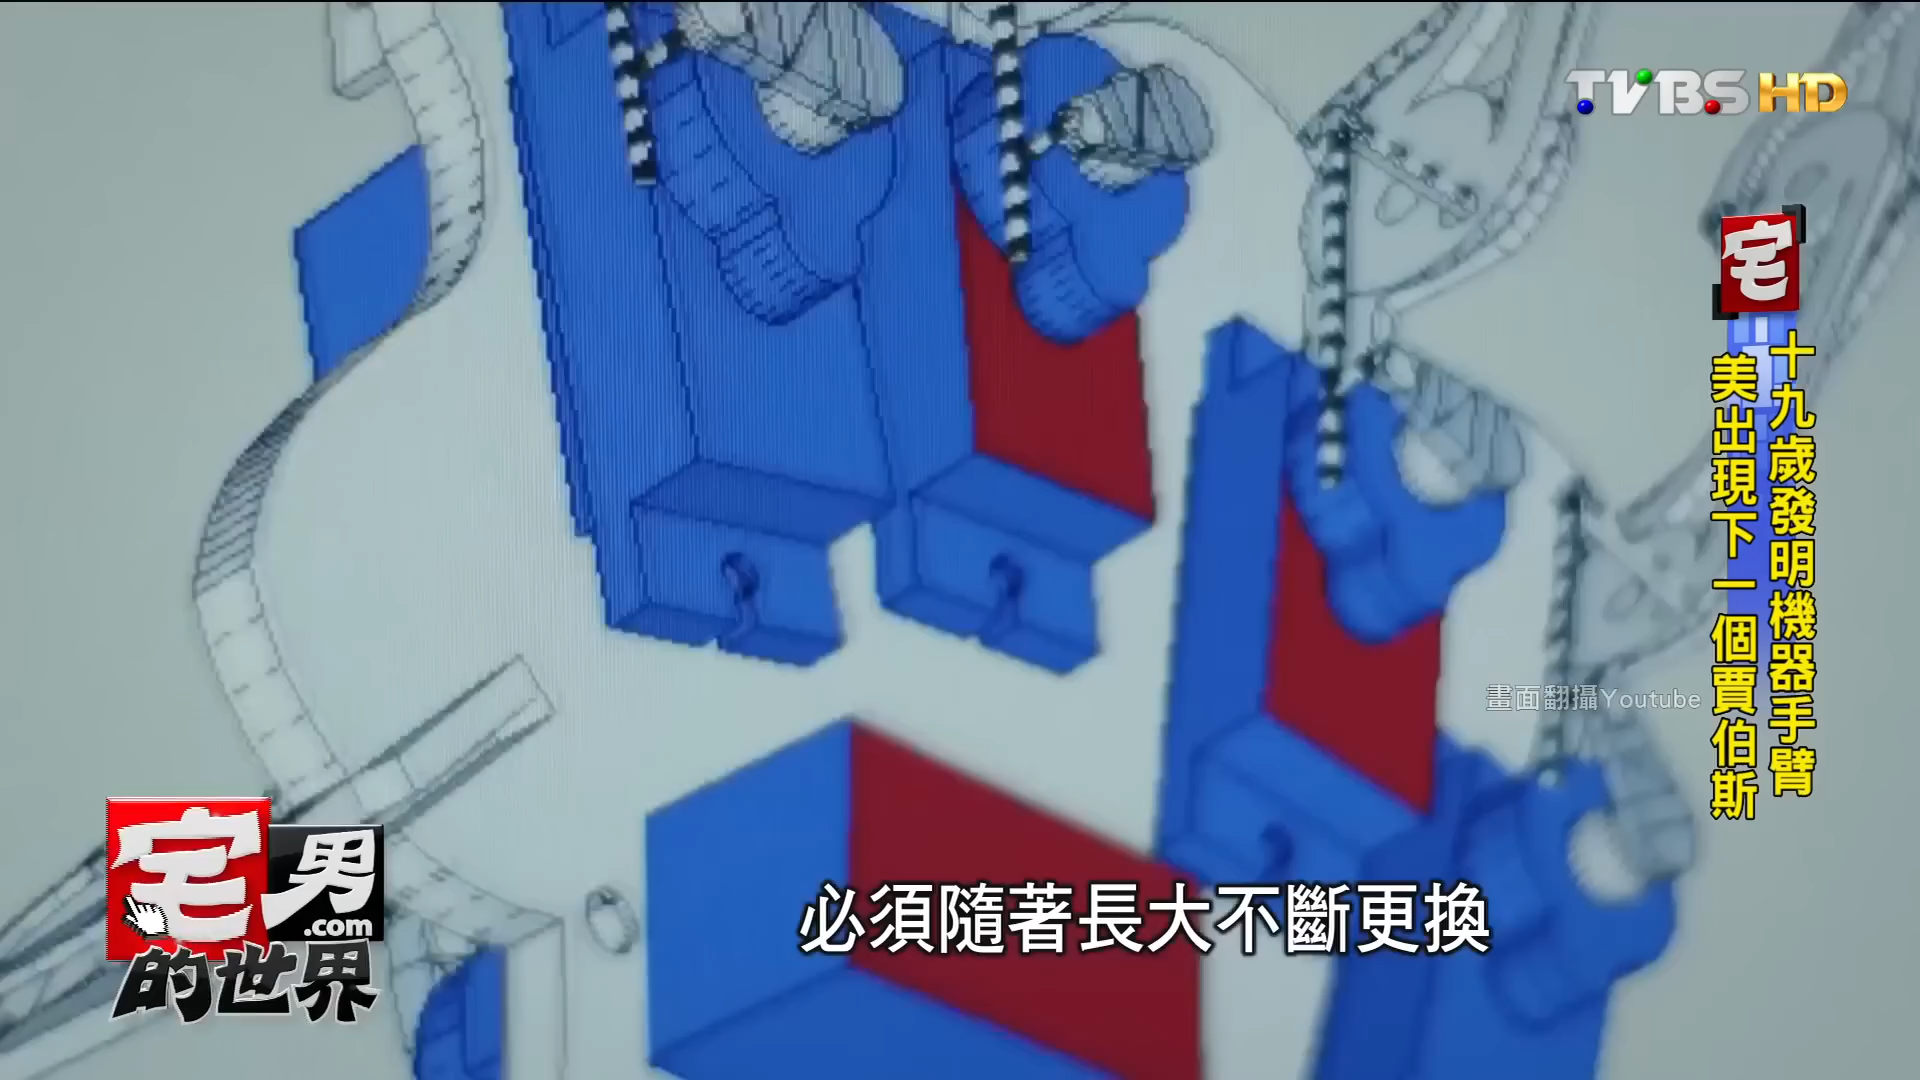 TVBS HD
宅
十九歲發明機器手臂
美出現下一個賈伯斯
畫面翻攝Youtube
宅男.com
的世界
必須隨著長大不斷更換